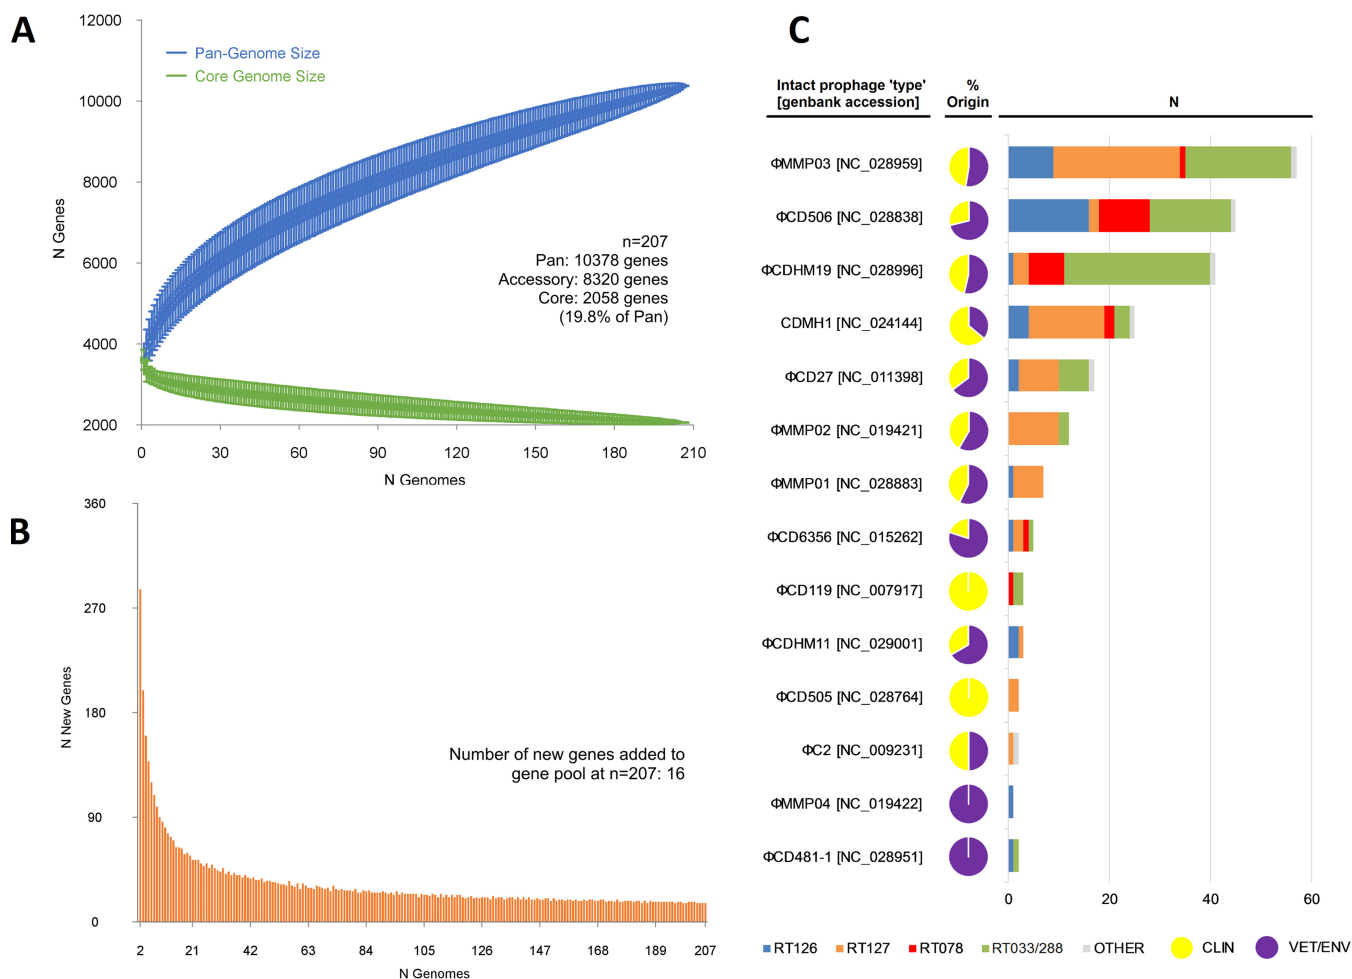 A
12000
10000
8000
6000
4000
2000
N Genes
Pan-Genome Size
Core Genome Size
n=207
Pan: 10378 genes
Accessory: 8320 genes
Core: 2058 genes
(19.8% of Pan)
0
30
60
90
120
150
180
210
N Genomes
B
360
270
180
90
0
N New Genes
Number of new genes added to
gene pool at n=207: 16
2
21
42
63
84
105
126
147
168
189
207
N Genomes
C
Intact prophage 'type'
[genbank accession]
%
Origin
N
ΦMMP03 [NC_028959]
ΦCD506 [NC_028838]
ΦCDHM19 [NC_028996]
CDMH1 [NC_024144]
ΦCD27 [NC_011398]
ΦMMP02 [NC_019421]
ΦMMP01 [NC_028883]
ΦCD6356 [NC_015262]
ΦCD119 [NC_007917]
ΦCDHM11 [NC_029001]
ΦCD505 [NC_028764]
ΦC2 [NC_009231]
ΦMMP04 [NC_019422]
ΦCD481-1 [NC_028951]
0
20
40
60
RT126
RT127
RT078
RT033/288
OTHER
CLIN
VET/ENV